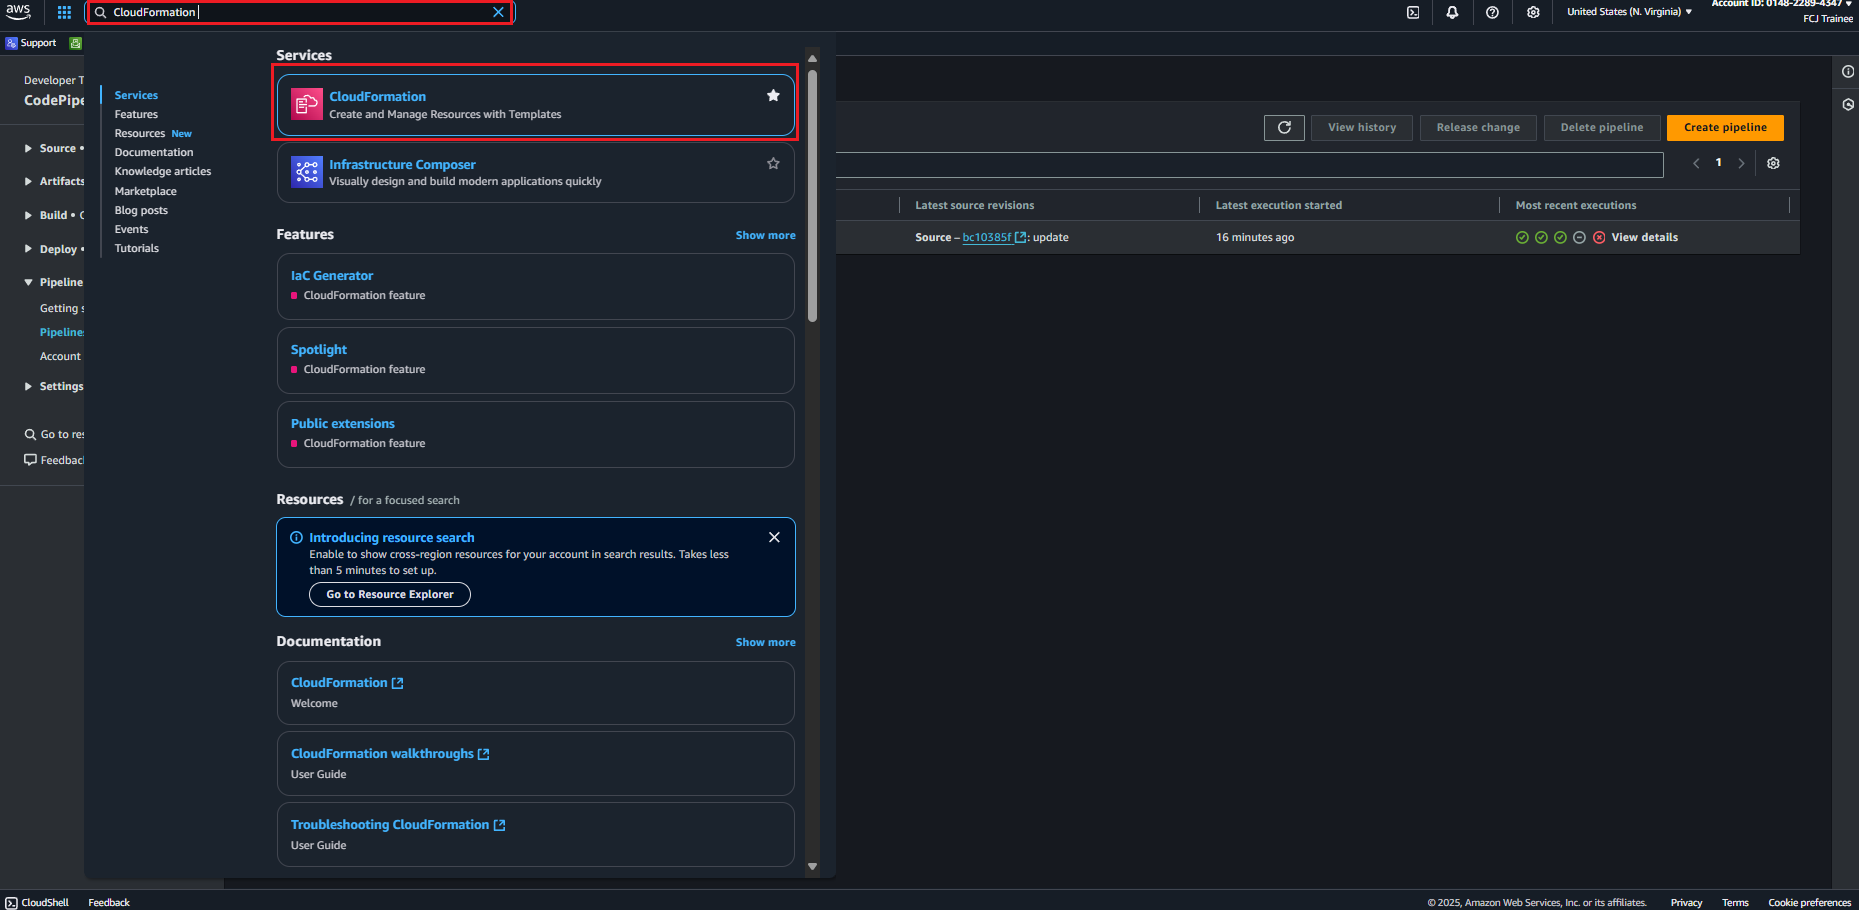 aws
CloudFormation
United States (N. Virginia)
Account ID: 0148-2289-4347
FCJ Trainee
Support
Developer T
CodePipe
Source •
Artifacts
Build • C
Deploy •
Pipeline
Getting s
Pipelines
Account
Settings
Go to res
Feedback
Services
Features
Resources New
Documentation
Knowledge articles
Marketplace
Blog posts
Events
Tutorials
Services
CloudFormation
Create and Manage Resources with Templates
Infrastructure Composer
Visually design and build modern applications quickly
Features
Show more
IaC Generator
CloudFormation feature
Spotlight
CloudFormation feature
Public extensions
CloudFormation feature
Resources / for a focused search
Introducing resource search
Enable to show cross-region resources for your account in search results. Takes less
than 5 minutes to set up.
Go to Resource Explorer
Documentation
Show more
CloudFormation
Welcome
CloudFormation walkthroughs
User Guide
Troubleshooting CloudFormation
User Guide
View history
Release change
Delete pipeline
Create pipeline
1
Latest source revisions
Latest execution started
Most recent executions
Source – bc10385f: update
16 minutes ago
View details
CloudShell
Feedback
© 2025, Amazon Web Services, Inc. or its affiliates.
Privacy
Terms
Cookie preferences